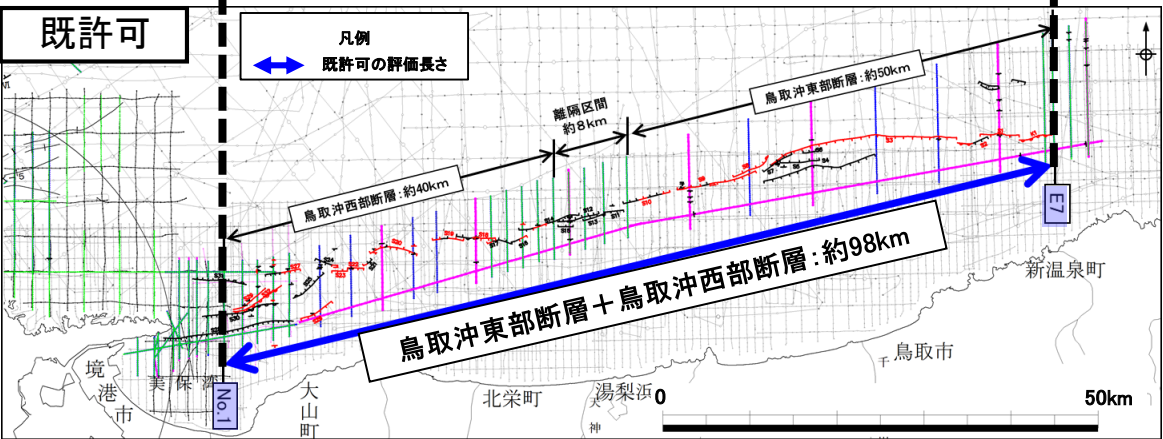 既許可
凡例
既許可の評価長さ
鳥取沖東部断層：約50km
離隔区間
約8km
鳥取沖西部断層：約40km
鳥取沖東部断層＋鳥取沖西部断層：約98km
E7
No.1
新温泉町
鳥取市
湯梨浜
北栄町
大山町
美保湾
境港市
天神
千
0
50km